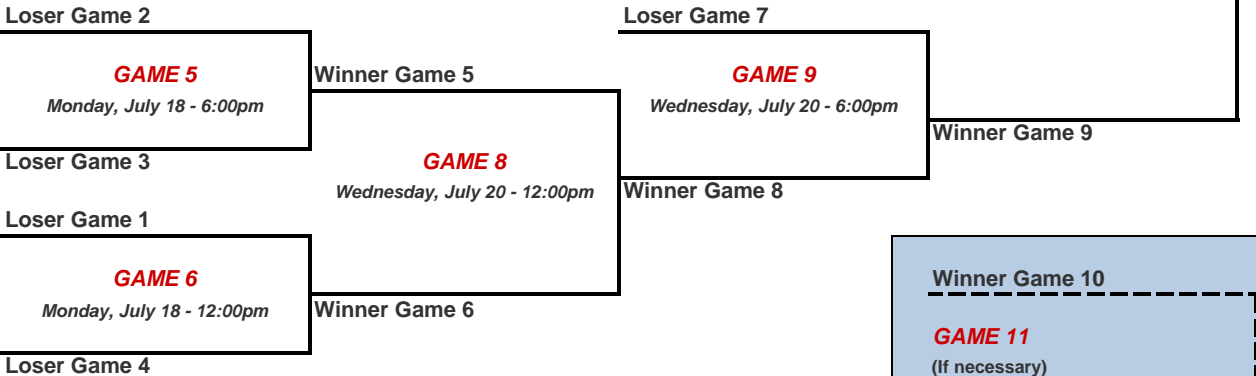 Loser Game 2
GAME 5
Monday, July 18 - 6:00pm
Loser Game 3
Loser Game 1
GAME 6
Monday, July 18 - 12:00pm
Loser Game 4
Winner Game 5
GAME 8
Wednesday, July 20 - 12:00pm
Winner Game 6
Loser Game 7
GAME 9
Wednesday, July 20 - 6:00pm
Winner Game 8
Winner Game 9
Winner Game 10
GAME 11
(If necessary)